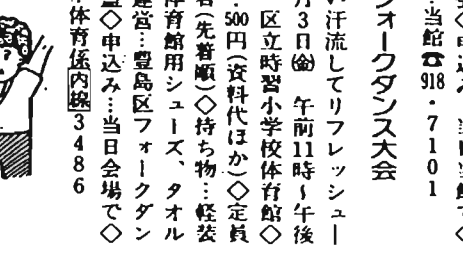 当館☎918・7101
フォークダンス大会
い汗流してリフレッシュー
月3日㊎ 午前11時〜午後
区立時習小学校体育館◇
500円(資料代ほか)◇定員
者(先着順)◇持ち物…軽装
体育館用シューズ、タオル
運営…豊島区フォークダン
◇申込み…当日会場で◇
体育係内線3486